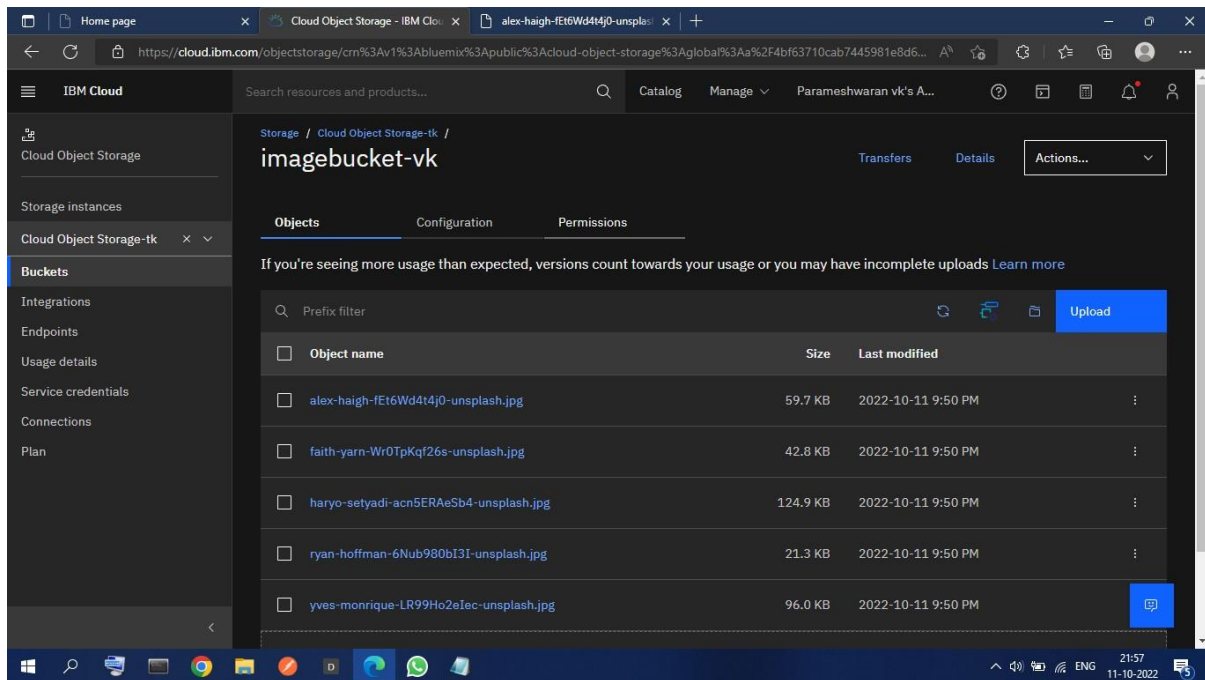 Home page
Cloud Object Storage - IBM Clou
alex-haigh-fEt6Wd4t4j0-unsplas
https://cloud.ibm.com/objectstorage/crn%3Av1%3Abluemix%3Apublic%3Acloud-object-storage%3Aglobal%3Aa%2F4bf63710cab7445981e8d6...
IBM Cloud
Search resources and products...
Catalog
Manage
Parameshwaran vk's A...
Cloud Object Storage
Storage instances
Cloud Object Storage-tk
Buckets
Integrations
Endpoints
Usage details
Service credentials
Connections
Plan
Storage / Cloud Object Storage-tk /
imagebucket-vk
Transfers
Details
Actions...
Objects
Configuration
Permissions
If you're seeing more usage than expected, versions count towards your usage or you may have incomplete uploads Learn more
Prefix filter
Upload
Object name Size Last modified
alex-haigh-fEt6Wd4t4j0-unsplash.jpg 59.7 KB 2022-10-11 9:50 PM
faith-yarn-Wr0TpKqf26s-unsplash.jpg 42.8 KB 2022-10-11 9:50 PM
haryo-setyadi-acn5ERAeSb4-unsplash.jpg 124.9 KB 2022-10-11 9:50 PM
ryan-hoffman-6Nub980bI3I-unsplash.jpg 21.3 KB 2022-10-11 9:50 PM
yves-monrique-LR99Ho2eIec-unsplash.jpg 96.0 KB 2022-10-11 9:50 PM
D
ENG
21:57
11-10-2022
5